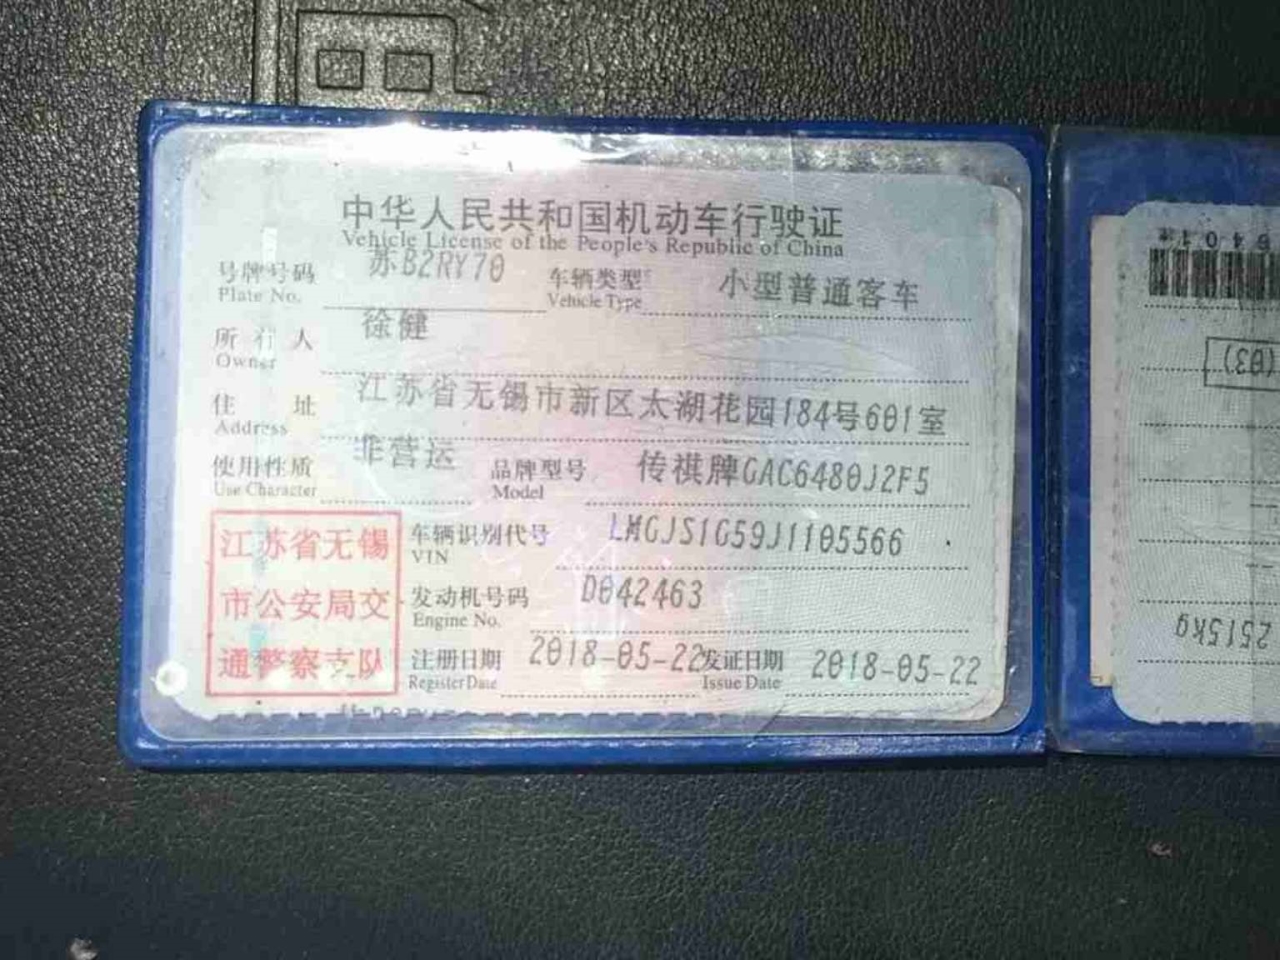 中华人民共和国机动车行驶证
Vehicle License of the People's Republic of China
号牌号码 苏B2RY70 车辆类型 小型普通客车
Plate No. Vehicle Type
所有人 徐健
Owner
住址 江苏省无锡市新区太湖花园184号601室
Address
使用性质 非营运 品牌型号 传祺牌GAC6480J2F5
Use Character Model
江苏省无锡
市公安局交
通警察支队
车辆识别代号 LMGJS1G59J1105566
VIN
发动机号码 D042463
Engine No.
注册日期 2018-05-22 发证日期 2018-05-22
Register Date Issue Date
(03)
2515kg